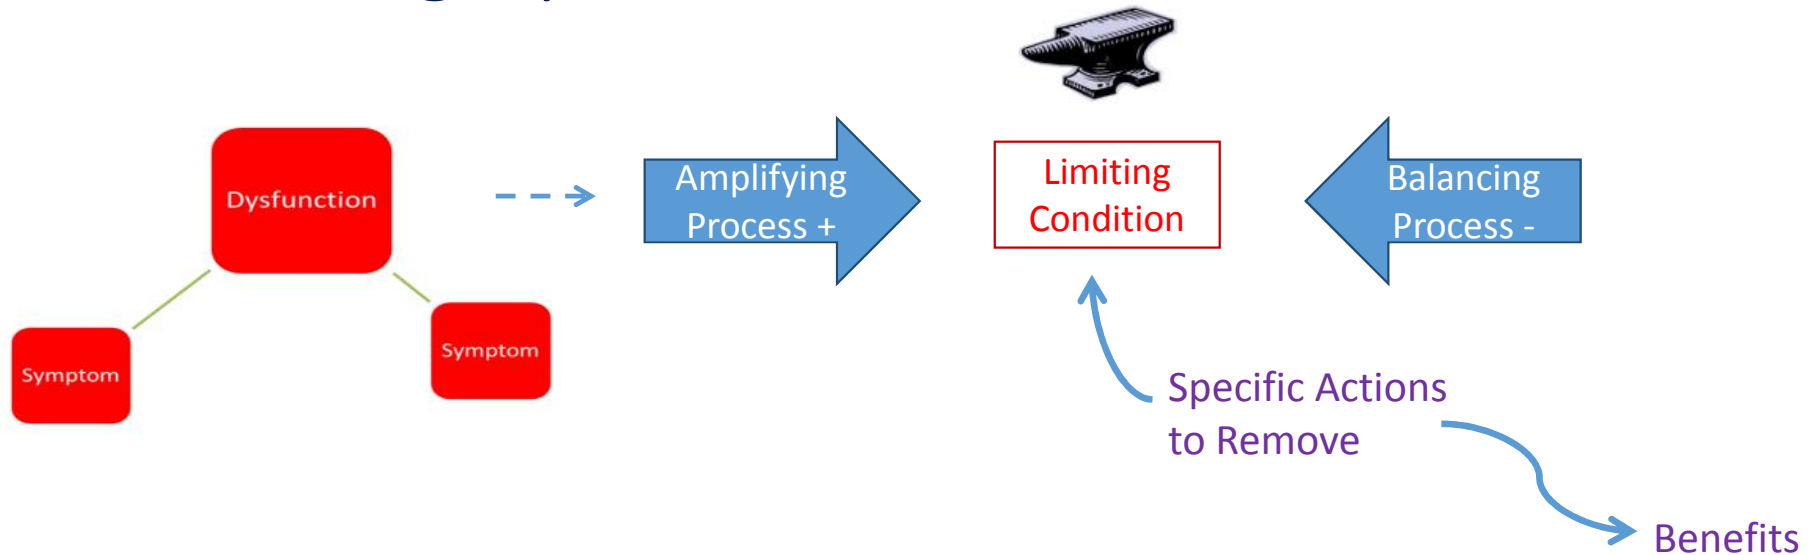 Dysfunction
Symptom
Symptom
Amplifying
Process +
Limiting
Condition
Balancing
Process -
Specific Actions
to Remove
Benefits